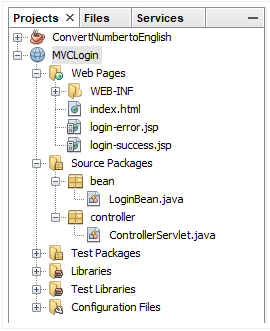 Projects Files Services
ConvertNumbertoEnglish
MVCLogin
Web Pages
WEB-INF
index.html
login-error.jsp
login-success.jsp
Source Packages
bean
LoginBean.java
controller
ControllerServlet.java
Test Packages
Libraries
Test Libraries
Configuration Files